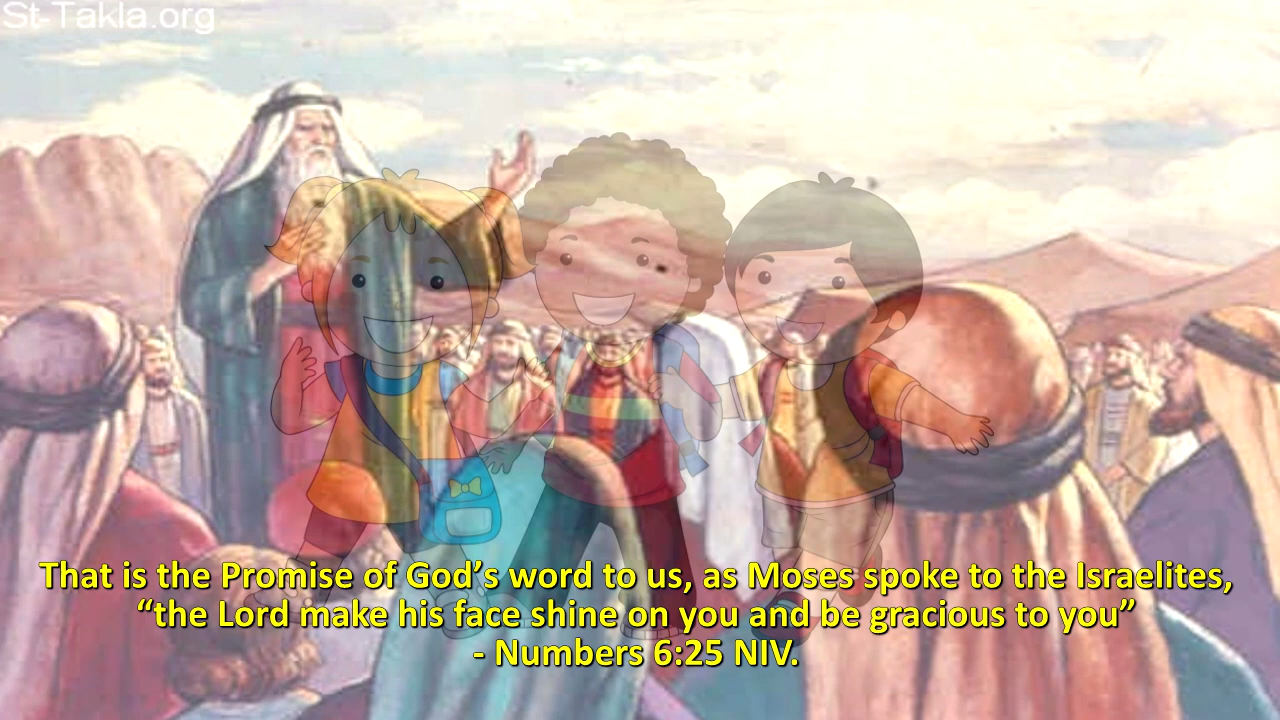 St-Takla.org
That is the Promise of God’s word to us, as Moses spoke to the Israelites,
“the Lord make his face shine on you and be gracious to you”
- Numbers 6:25 NIV.